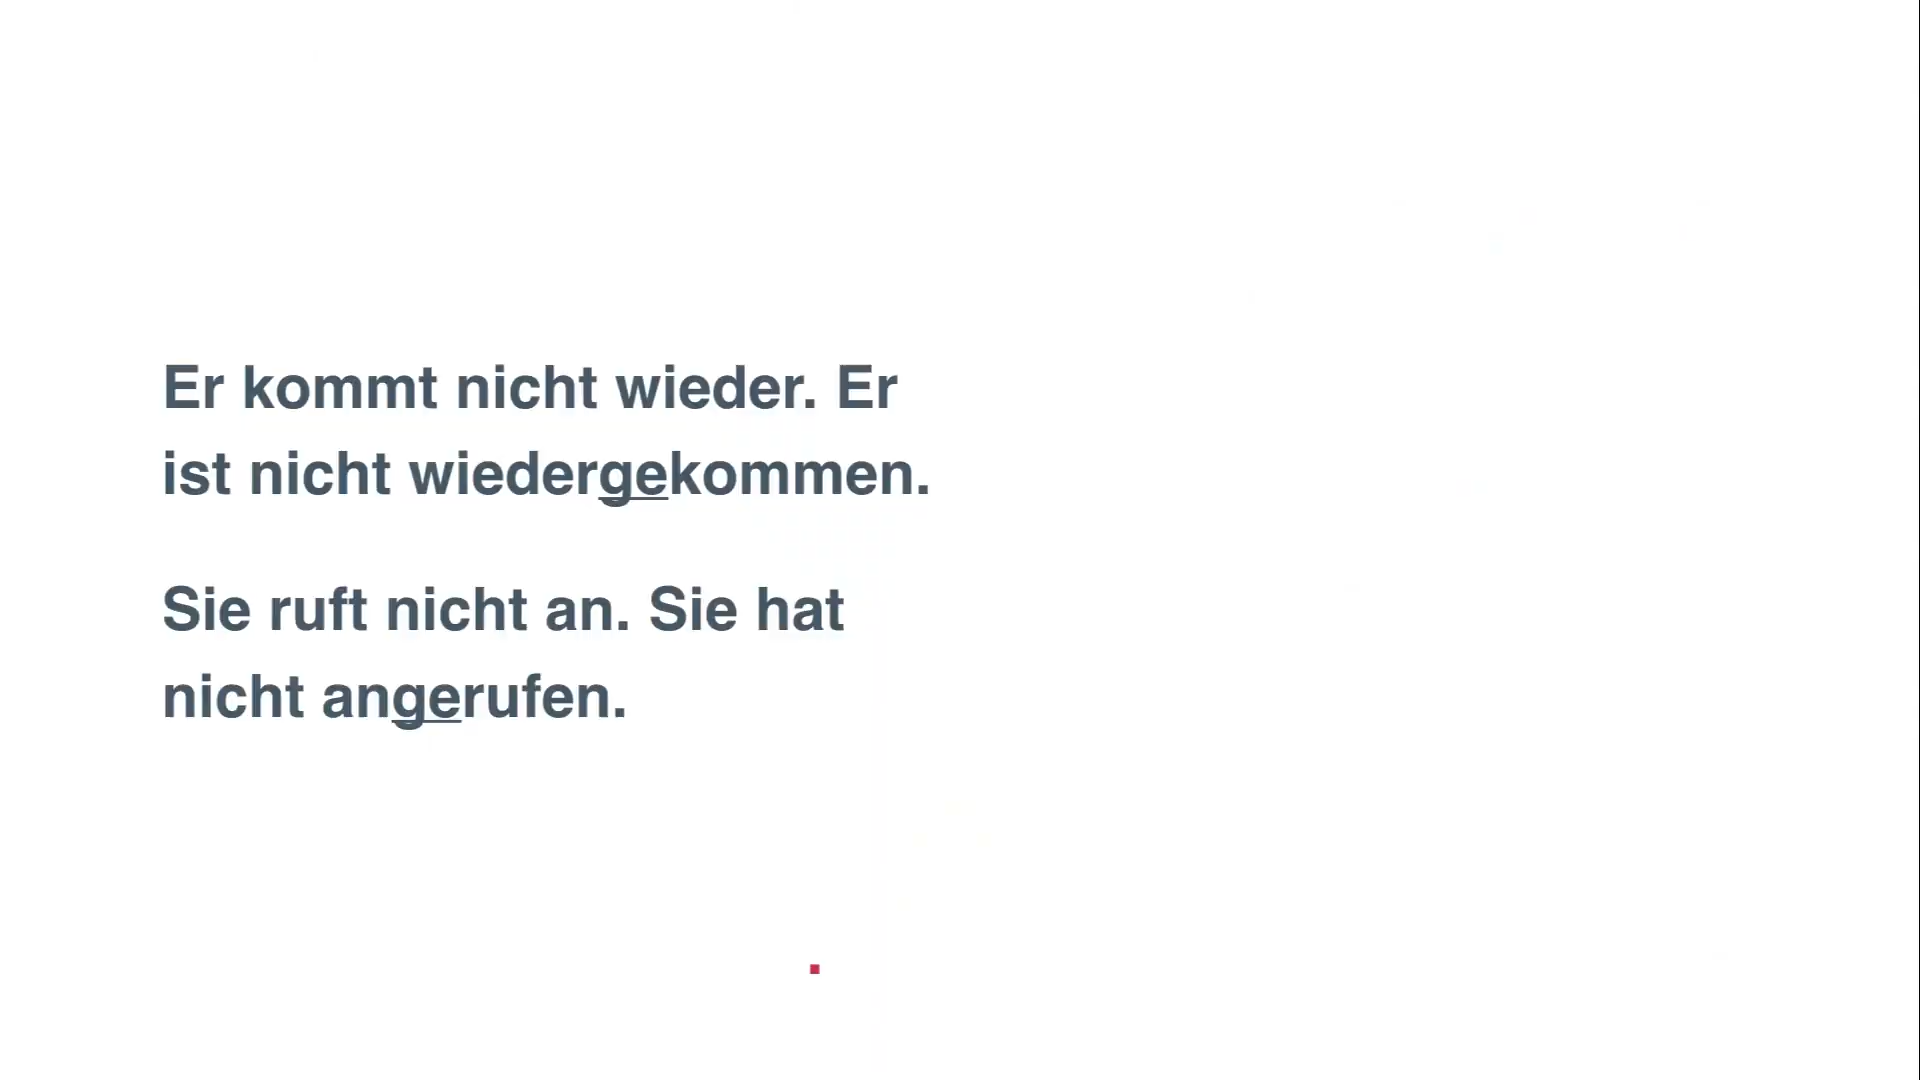 Er kommt nicht wieder. Er
ist nicht wiedergekommen.
Sie ruft nicht an. Sie hat
nicht angerufen.